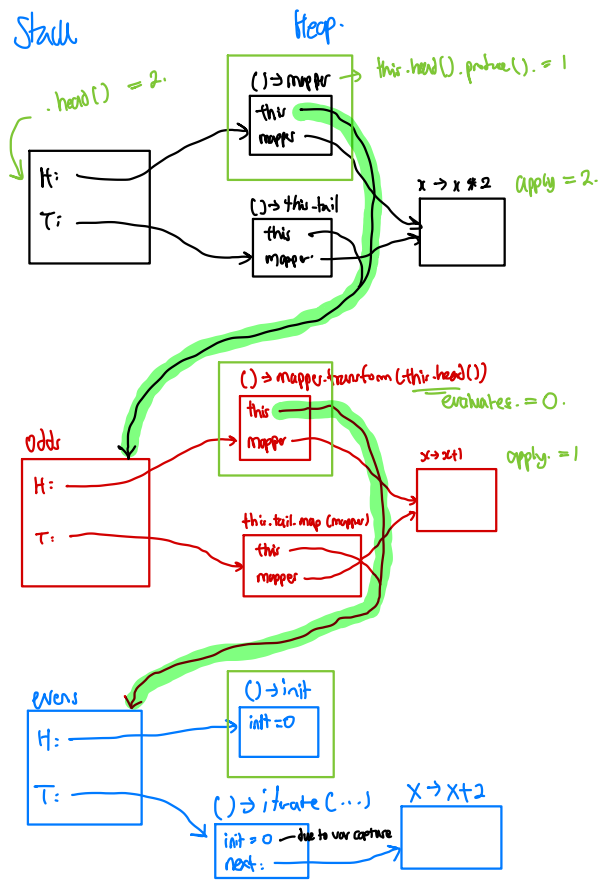 Stack
Heap.
.head() = 2.
() → mapper
this.head().produce(). = 1
this
mapper
H:
T:
x → x * 2
apply = 2.
() → this.tail
this
mapper.
() → mapper.transform(.this.head())
evaluates. = 0.
this
mapper
odds
H:
T:
x → x+1
apply. = 1
this.tail.map(mapper)
this
mapper
evens
H:
T:
() → init
init = 0
() → iterate(...)
init = 0 — due to var capture
next:
x → x+2